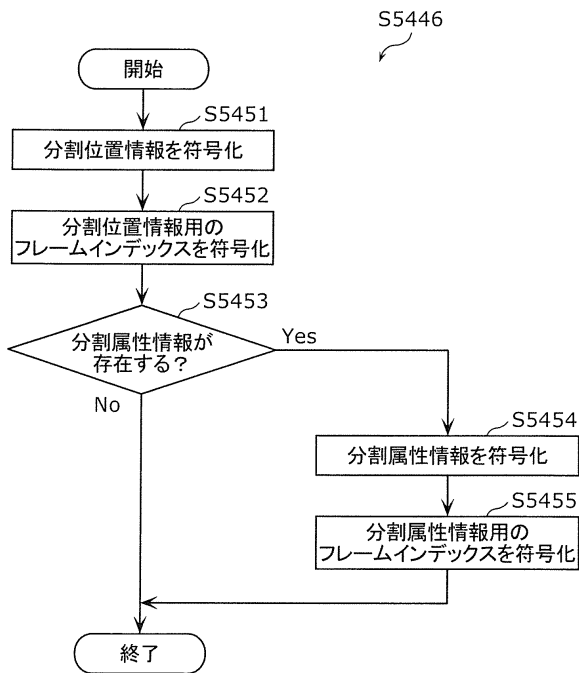 S5446
開始
S5451
分割位置情報を符号化
S5452
分割位置情報用の
フレームインデックスを符号化
S5453
分割属性情報が
存在する?
Yes
No
S5454
分割属性情報を符号化
S5455
分割属性情報用の
フレームインデックスを符号化
終了